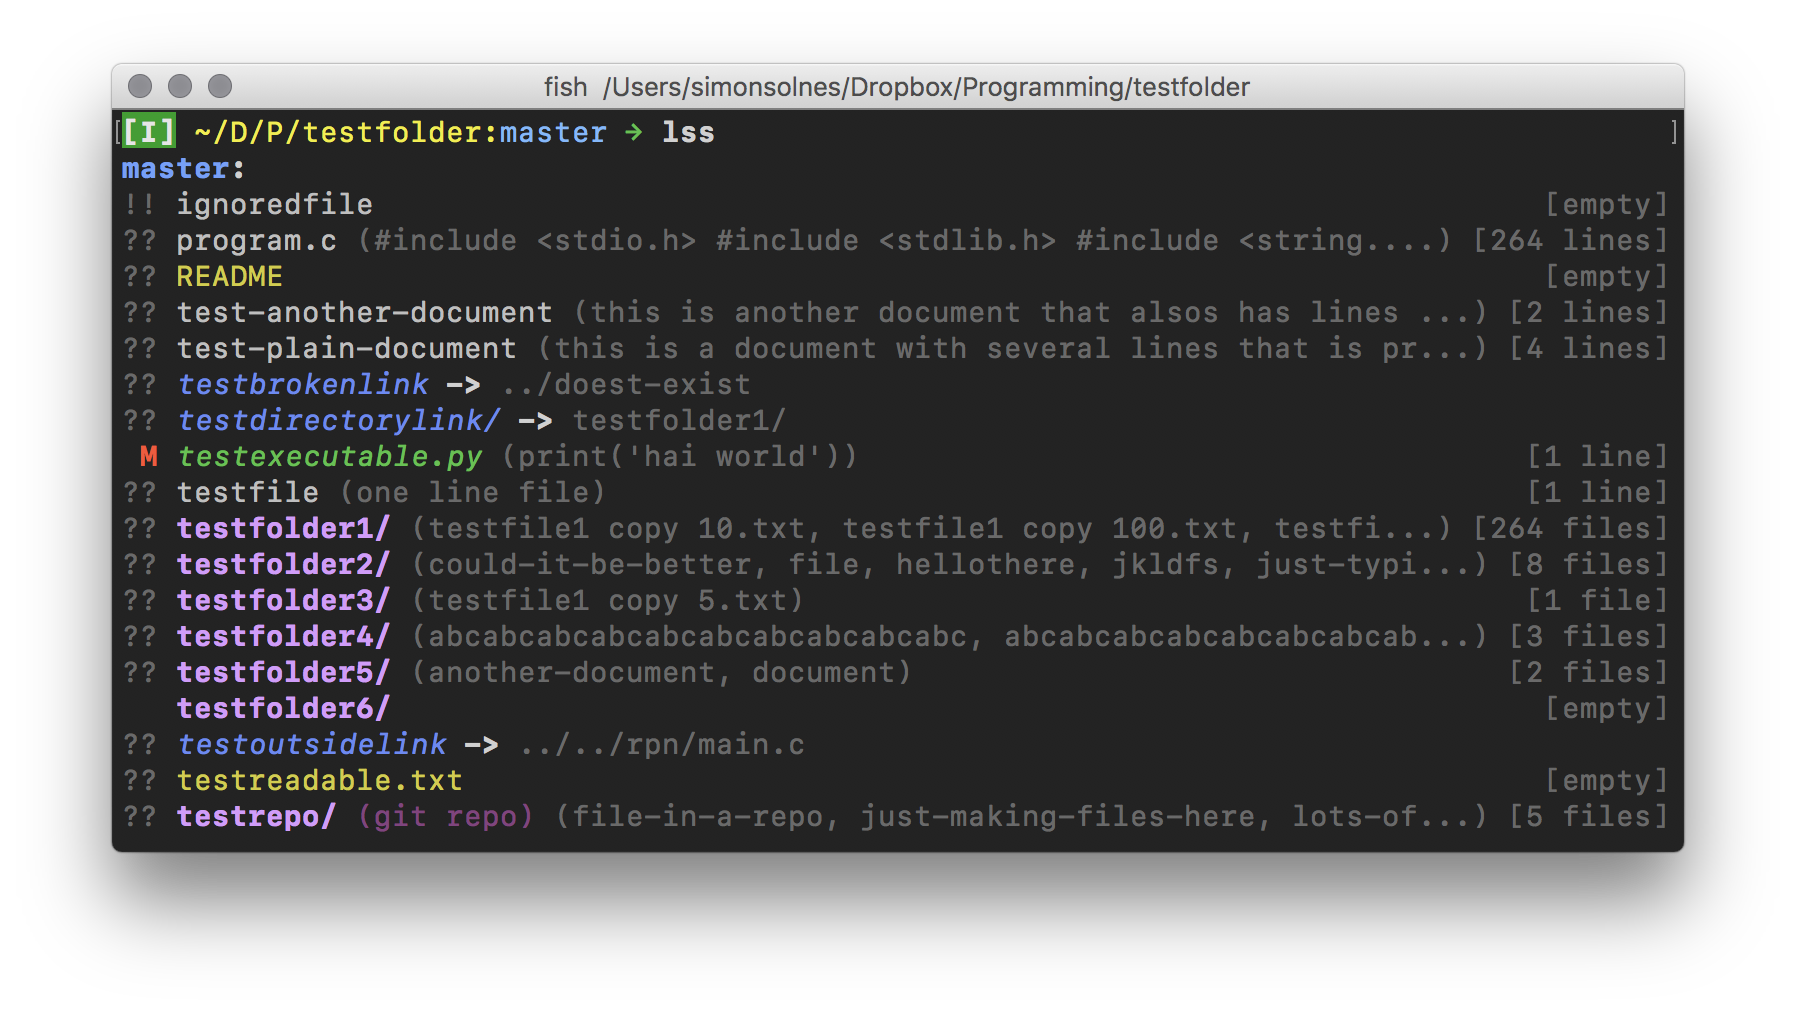 fish  /Users/simonsolnes/Dropbox/Programming/testfolder
[[I] ~/D/P/testfolder:master → lss ]
master:
!! ignoredfile [empty]
?? program.c (#include <stdio.h> #include <stdlib.h> #include <string....) [264 lines]
?? README [empty]
?? test-another-document (this is another document that alsos has lines ...) [2 lines]
?? test-plain-document (this is a document with several lines that is pr...) [4 lines]
?? testbrokenlink -> ../doest-exist
?? testdirectorylink/ -> testfolder1/
 M testexecutable.py (print('hai world')) [1 line]
?? testfile (one line file) [1 line]
?? testfolder1/ (testfile1 copy 10.txt, testfile1 copy 100.txt, testfi...) [264 files]
?? testfolder2/ (could-it-be-better, file, hellothere, jkldfs, just-typi...) [8 files]
?? testfolder3/ (testfile1 copy 5.txt) [1 file]
?? testfolder4/ (abcabcabcabcabcabcabcabcabcabc, abcabcabcabcabcabcabcab...) [3 files]
?? testfolder5/ (another-document, document) [2 files]
   testfolder6/ [empty]
?? testoutsidelink -> ../../rpn/main.c
?? testreadable.txt [empty]
?? testrepo/ (git repo) (file-in-a-repo, just-making-files-here, lots-of...) [5 files]